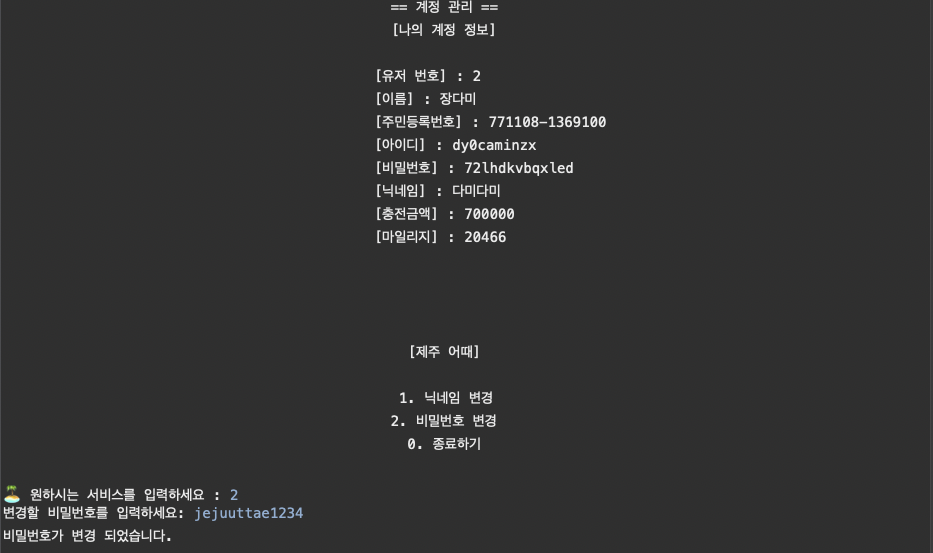 == 계정 관리 ==
[나의 계정 정보]
[유저 번호] : 2
[이름] : 장다미
[주민등록번호] : 771108-1369100
[아이디] : dy0caminzx
[비밀번호] : 72lhdkvbqxled
[닉네임] : 다미다미
[충전금액] : 700000
[마일리지] : 20466
[제주 어때]
1. 닉네임 변경
2. 비밀번호 변경
0. 종료하기
🏝 원하시는 서비스를 입력하세요 : 2
변경할 비밀번호를 입력하세요: jejuuttae1234
비밀번호가 변경 되었습니다.